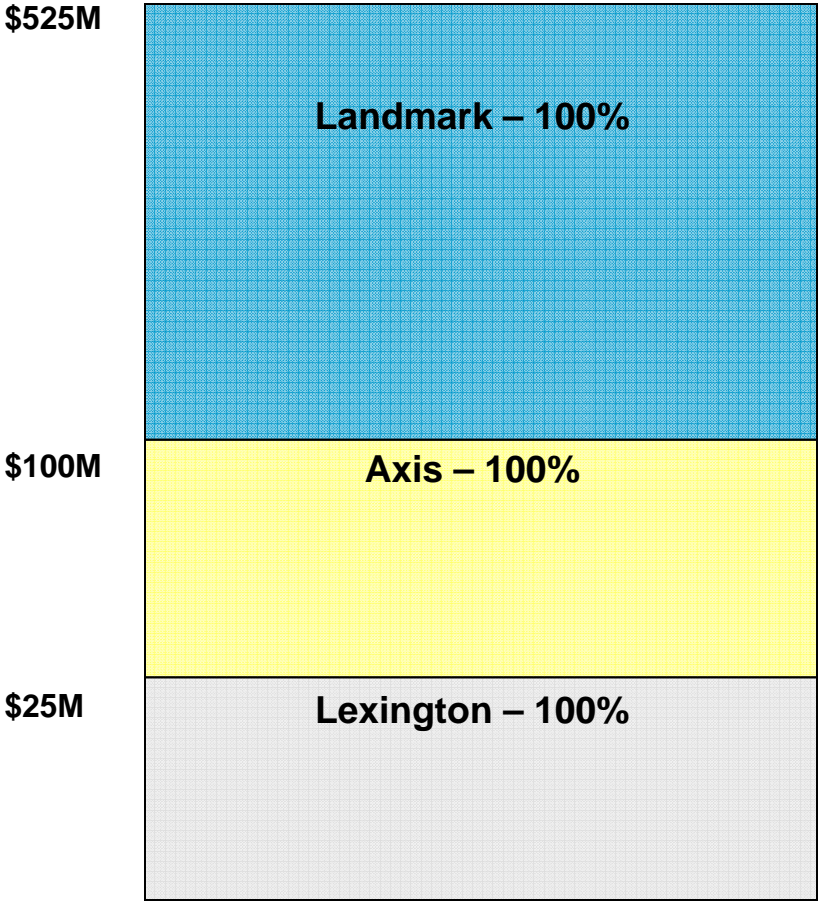 $525M
Landmark – 100%
$100M
Axis – 100%
$25M
Lexington – 100%